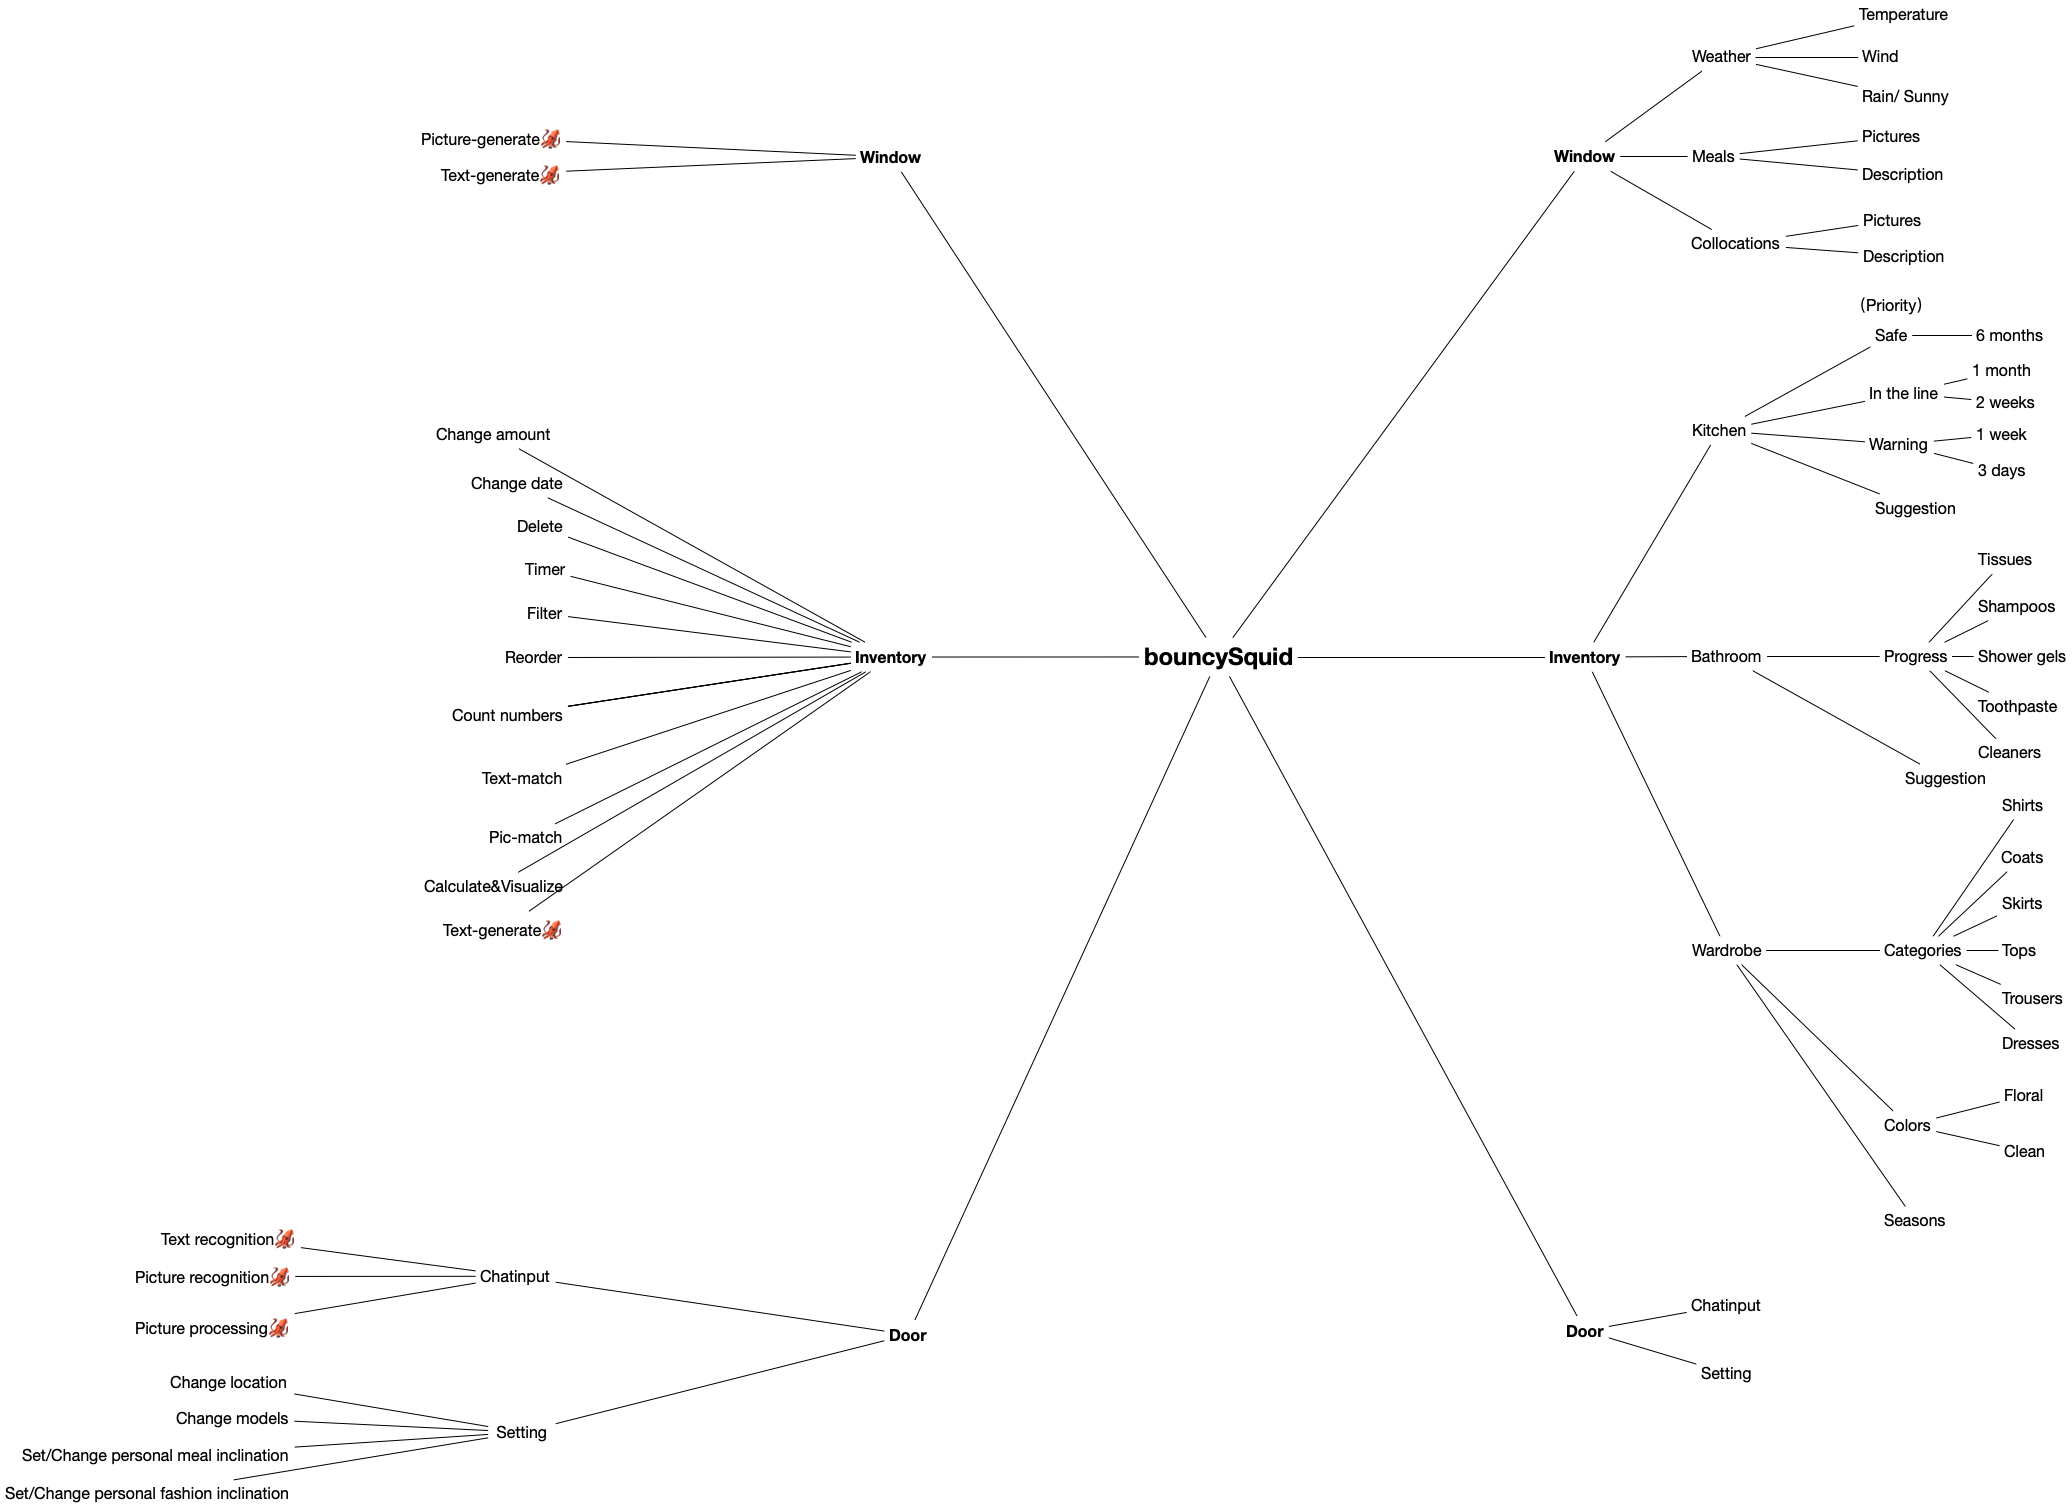 bouncySquid
Window
Picture-generate🦑
Text-generate🦑
Inventory
Change amount
Change date
Delete
Timer
Filter
Reorder
Count numbers
Text-match
Pic-match
Calculate&Visualize
Text-generate🦑
Door
Chatinput
Text recognition🦑
Picture recognition🦑
Picture processing🦑
Setting
Change location
Change models
Set/Change personal meal inclination
Set/Change personal fashion inclination
Window
Weather
Temperature
Wind
Rain/ Sunny
Meals
Pictures
Description
Collocations
Pictures
Description
Inventory
Kitchen
(Priority)
Safe
6 months
In the line
1 month
2 weeks
Warning
1 week
3 days
Suggestion
Bathroom
Progress
Tissues
Shampoos
Shower gels
Toothpaste
Cleaners
Suggestion
Wardrobe
Categories
Shirts
Coats
Skirts
Tops
Trousers
Dresses
Colors
Floral
Clean
Seasons
Door
Chatinput
Setting